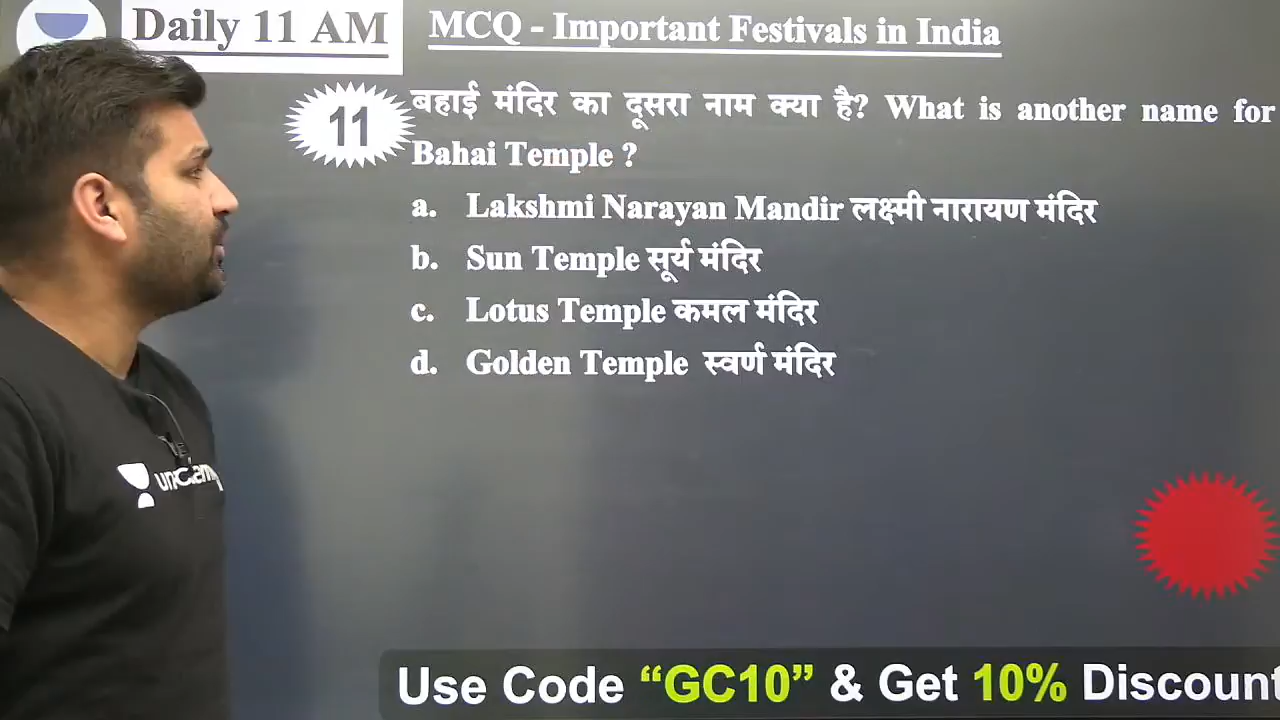 Daily 11 AM
MCQ - Important Festivals in India
11
बहाई मंदिर का दूसरा नाम क्या है? What is another name for
Bahai Temple ?
a. Lakshmi Narayan Mandir लक्ष्मी नारायण मंदिर
b. Sun Temple सूर्य मंदिर
c. Lotus Temple कमल मंदिर
d. Golden Temple स्वर्ण मंदिर
Use Code “GC10” & Get 10% Discount